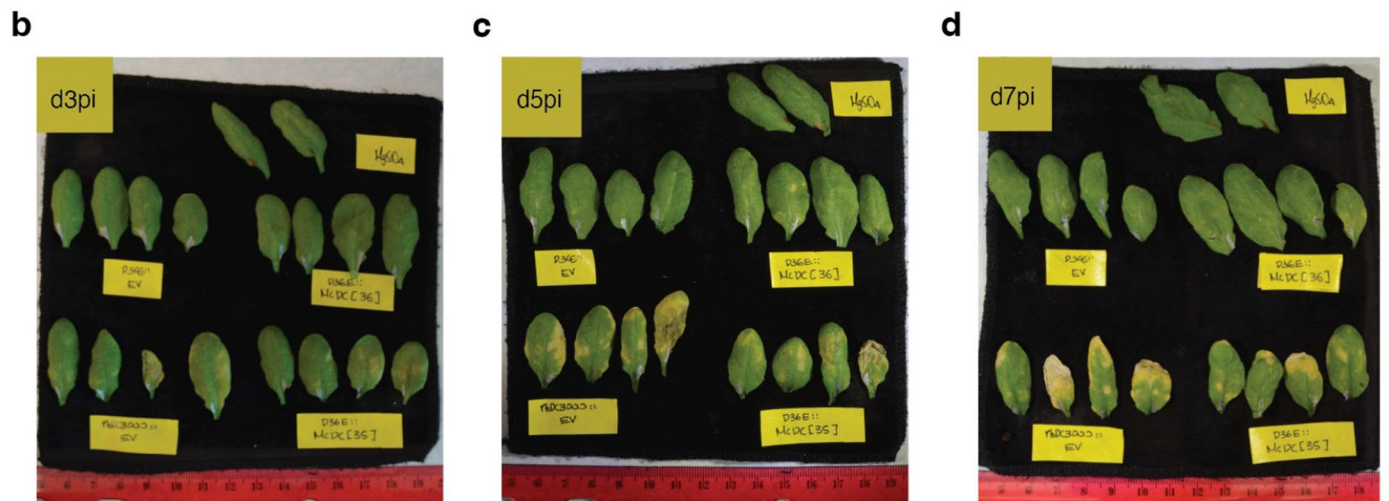 b
c
d
d3pi
d5pi
d7pi
MgSO4
MgSO4
MgSO4
D36E::
EV
D36E::
McDC[36]
D36E::
EV
D36E::
McDC[36]
D36E::
EV
D36E::
McDC[36]
PtoDC3000::
EV
D36E::
McDC[35]
PtoDC3000::
EV
D36E::
McDC[35]
PtoDC3000::
EV
D36E::
McDC[35]